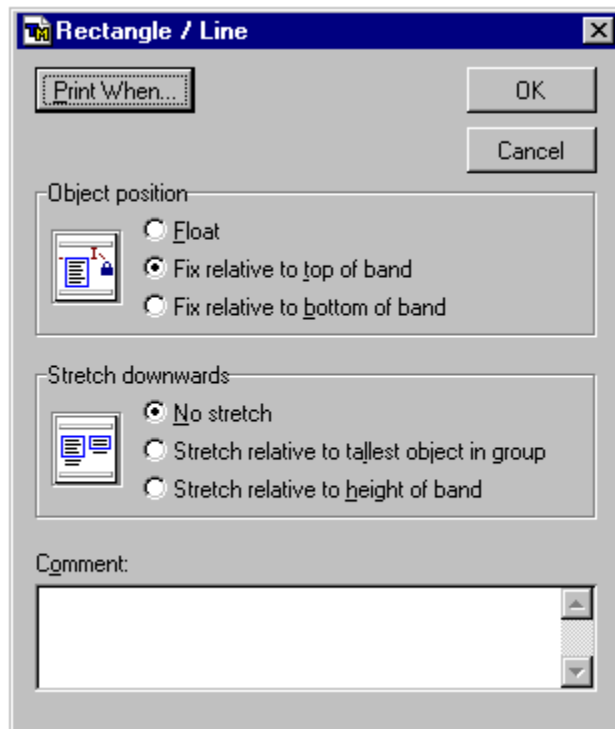 Rectangle / Line
Print When...
OK
Cancel
Object position
Float
Fix relative to top of band
Fix relative to bottom of band
Stretch downwards
No stretch
Stretch relative to tallest object in group
Stretch relative to height of band
Comment: